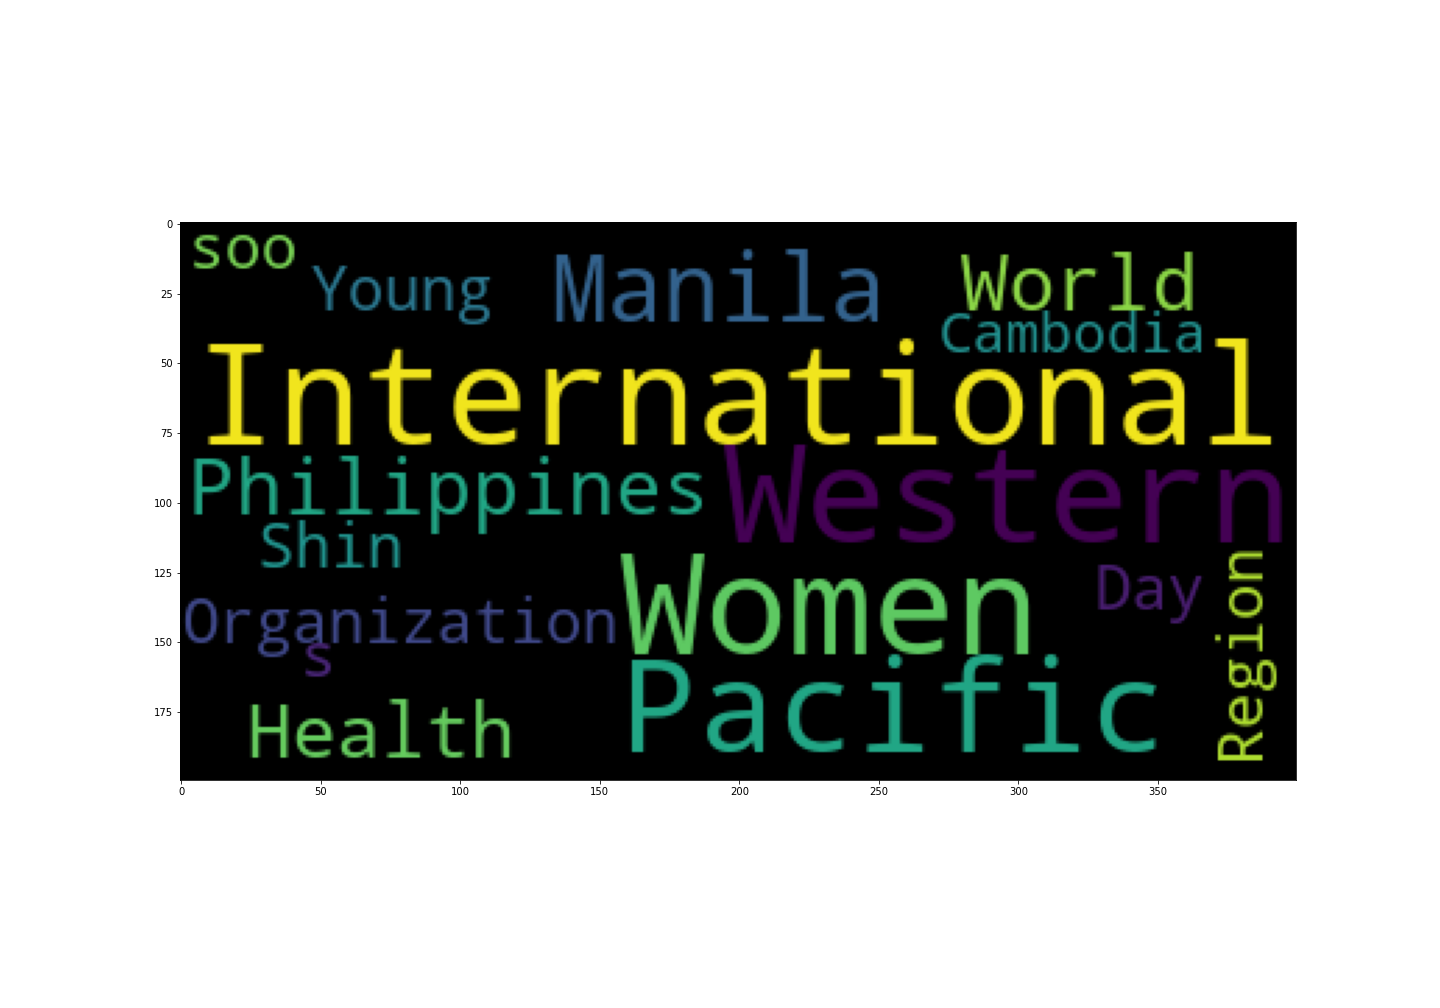 soo
Young
Manila
World
Cambodia
International
Philippines
Western
Shin
Women
Day
Region
Organization
s
Pacific
Health
0
25
50
75
100
125
150
175
0 50 100 150 200 250 300 350